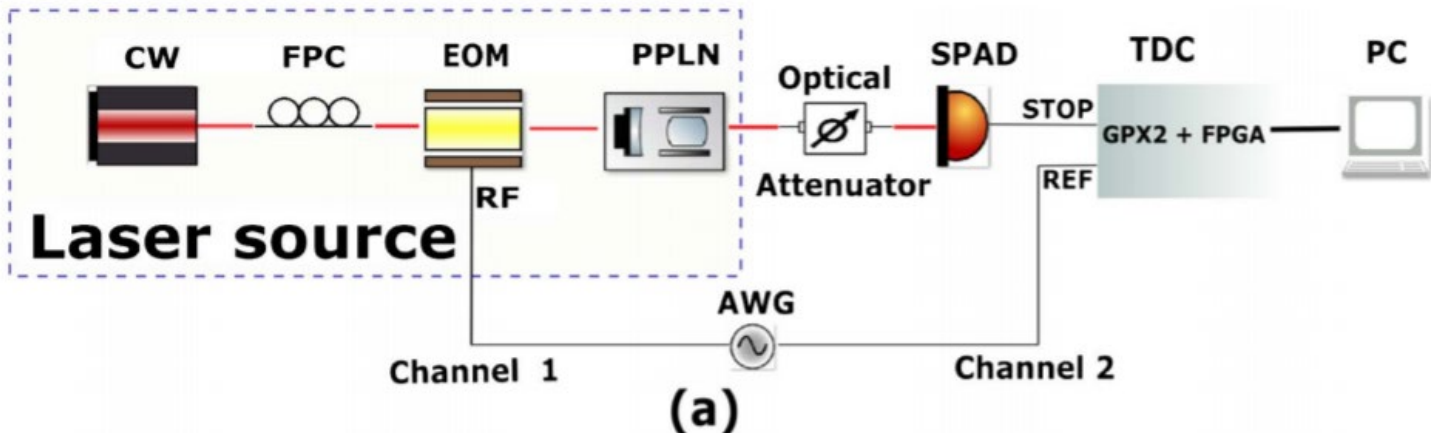 CW FPC EOM PPLN Optical SPAD TDC PC
STOP
GPX2 + FPGA
Attenuator
REF
RF
Laser source
AWG
Channel 1
Channel 2
(a)